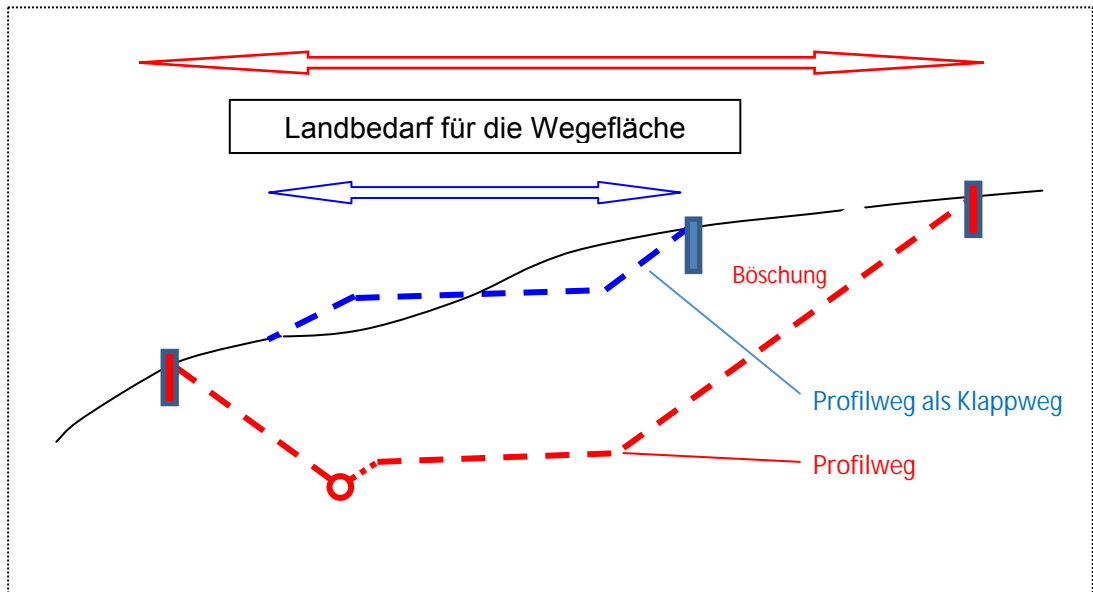 Landbedarf für die Wegefläche
Böschung
Profilweg als Klappweg
Profilweg